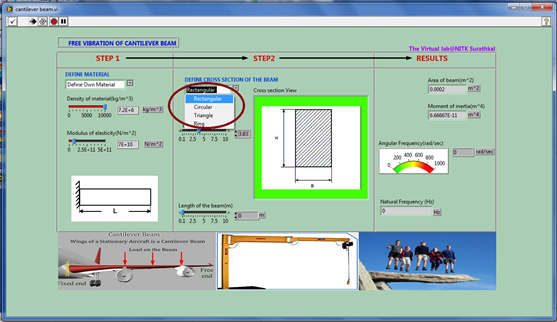 cantilever beam.vi
FREE VIBRATION OF CANTILEVER BEAM
The Virtual lab@NITK Surathkal
STEP 1
STEP2
RESULTS
DEFINE MATERIAL
Define Own Material
Density of material(kg/m^3)
0 2.5 5 7.5 10000
7.2E+6
kg/m^3
Modulus of elasticity(N/m^2)
0 2.5E+11 5E+11
7E+10
N/m^2
L
DEFINE CROSS SECTION OF THE BEAM
Rectangular
Rectangular
Circular
Triangle
Ring
0.1 2.5 5 7.5 10
3.83
Length of the beam(m)
0.1 2.5 5 7.5 10
0
m
Cross section View
H
B
Area of beam(m^2)
0.0002
m^2
Moment of inertia(m^4)
6.66667E-11
m^4
Angular Frequency(rad/sec)
0 200 400 600 800 1000
0
rad/sec
Natural Frequency (Hz)
0
Hz
Cantilever Beam
Wings of a Stationary Aircraft is a Cantilever Beam
Load on the Beam
Fixed end
Free
end